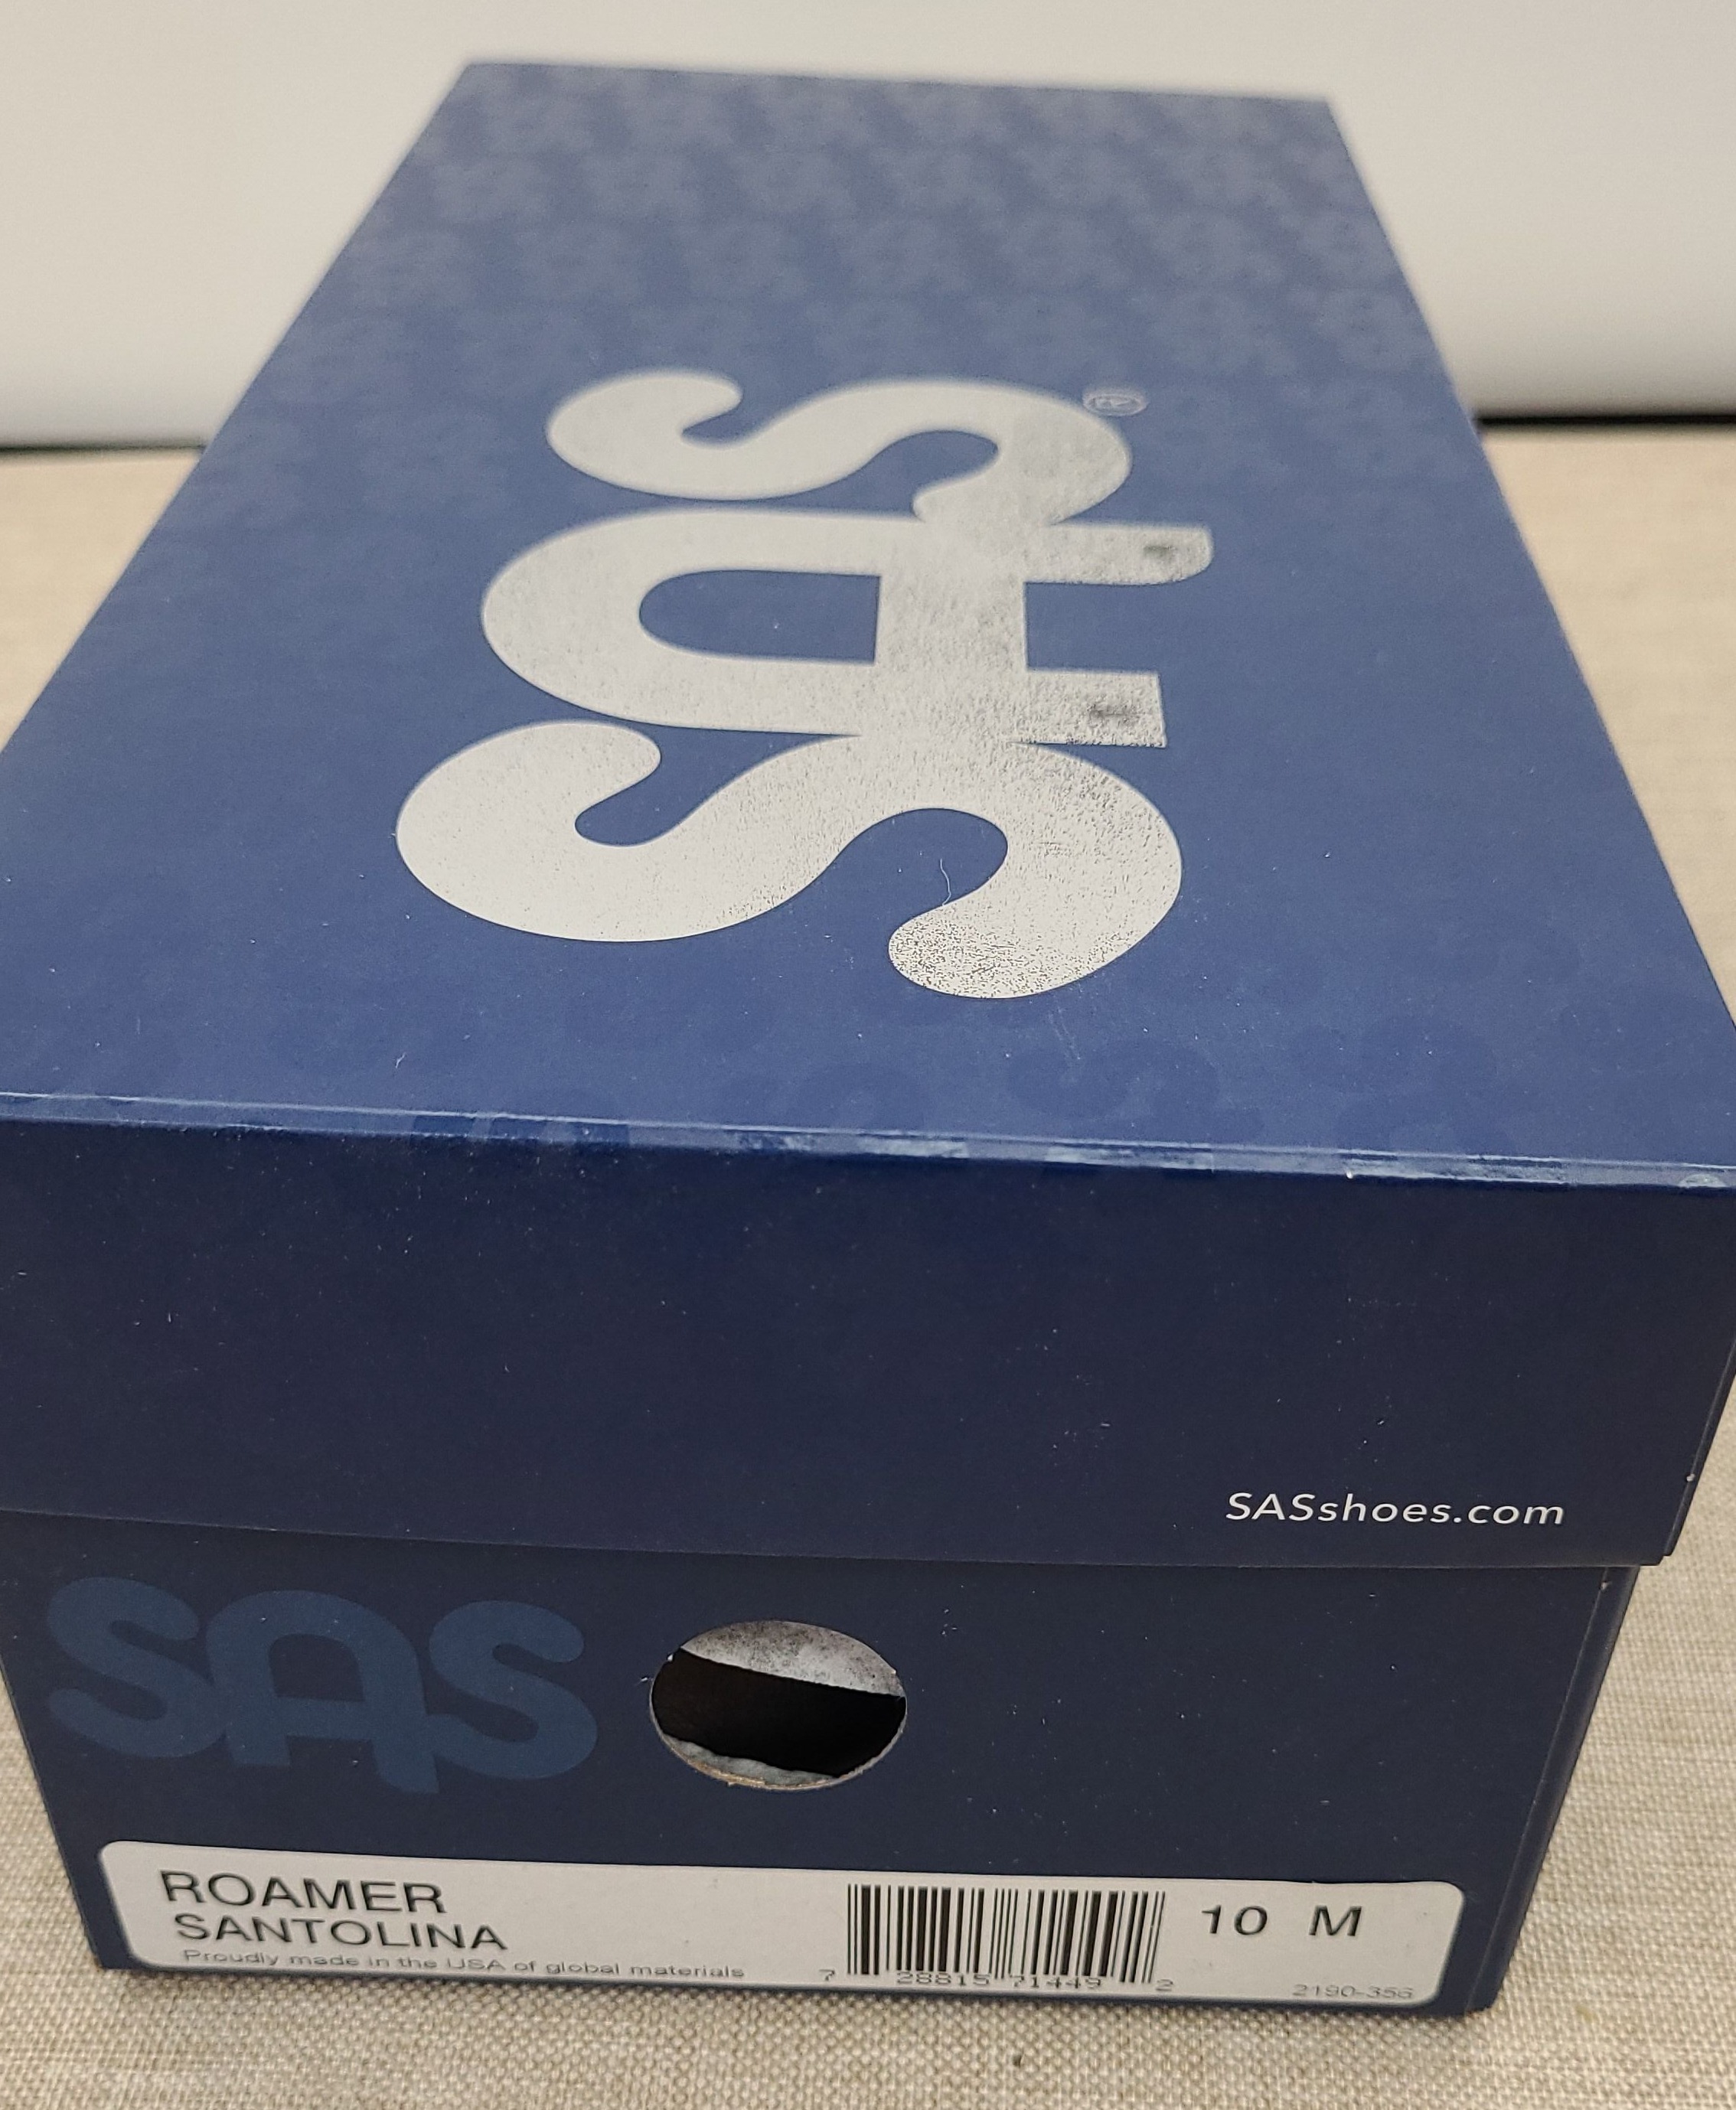 SAS®
SASshoes.com
SAS
ROAMER
SANTOLINA
Proudly made in the USA of global materials
7 28815 71449 2
10 M
2190-356